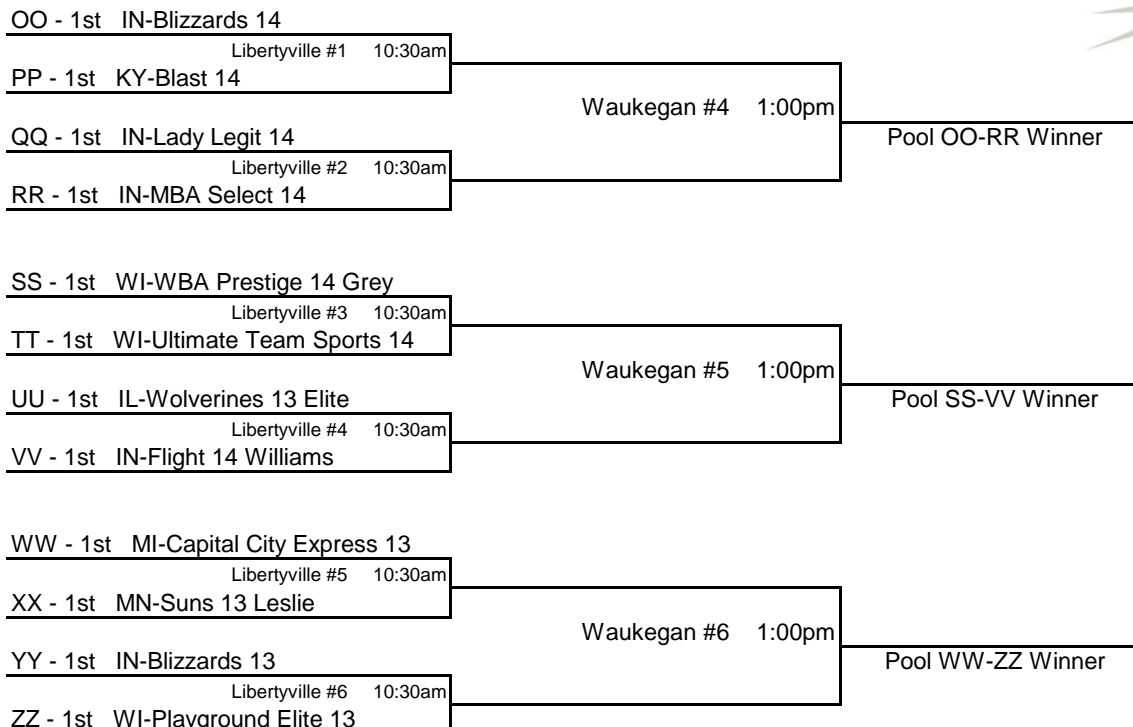 OO - 1st IN-Blizzards 14
Libertyville #1 10:30am
PP - 1st KY-Blast 14
Waukegan #4 1:00pm
Pool OO-RR Winner
QQ - 1st IN-Lady Legit 14
Libertyville #2 10:30am
RR - 1st IN-MBA Select 14
SS - 1st WI-WBA Prestige 14 Grey
Libertyville #3 10:30am
TT - 1st WI-Ultimate Team Sports 14
Waukegan #5 1:00pm
Pool SS-VV Winner
UU - 1st IL-Wolverines 13 Elite
Libertyville #4 10:30am
VV - 1st IN-Flight 14 Williams
WW - 1st MI-Capital City Express 13
Libertyville #5 10:30am
XX - 1st MN-Suns 13 Leslie
Waukegan #6 1:00pm
Pool WW-ZZ Winner
YY - 1st IN-Blizzards 13
Libertyville #6 10:30am
ZZ - 1st WI-Playground Elite 13